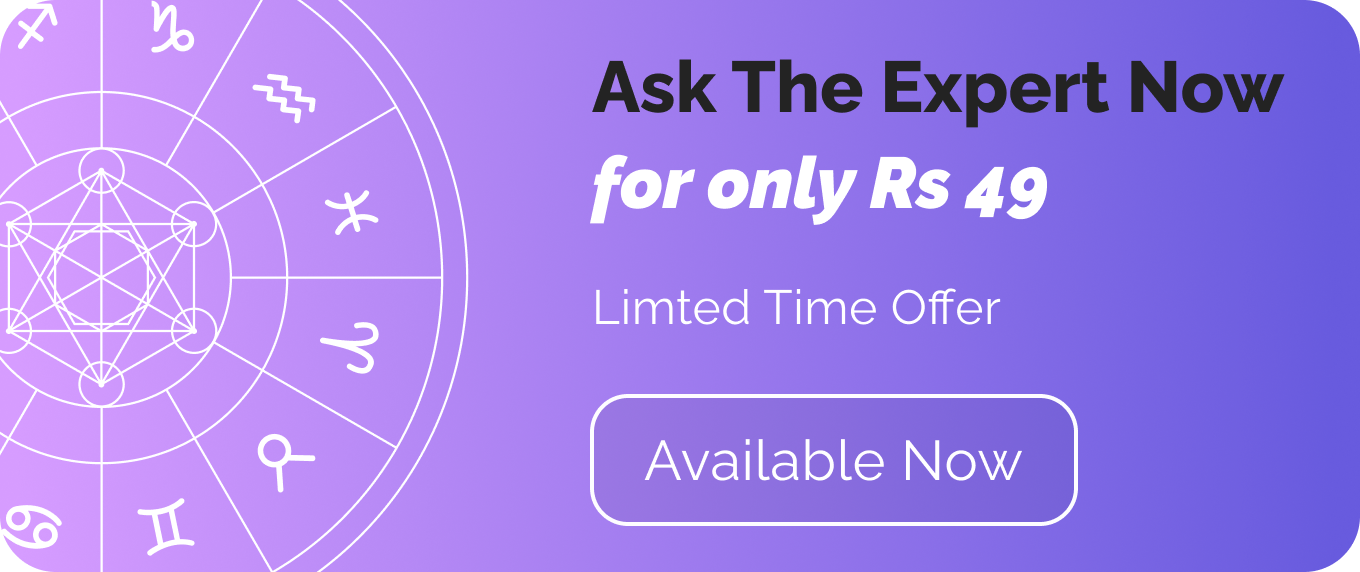 Ask The Expert Now
for only Rs 49
Limted Time Offer
Available Now